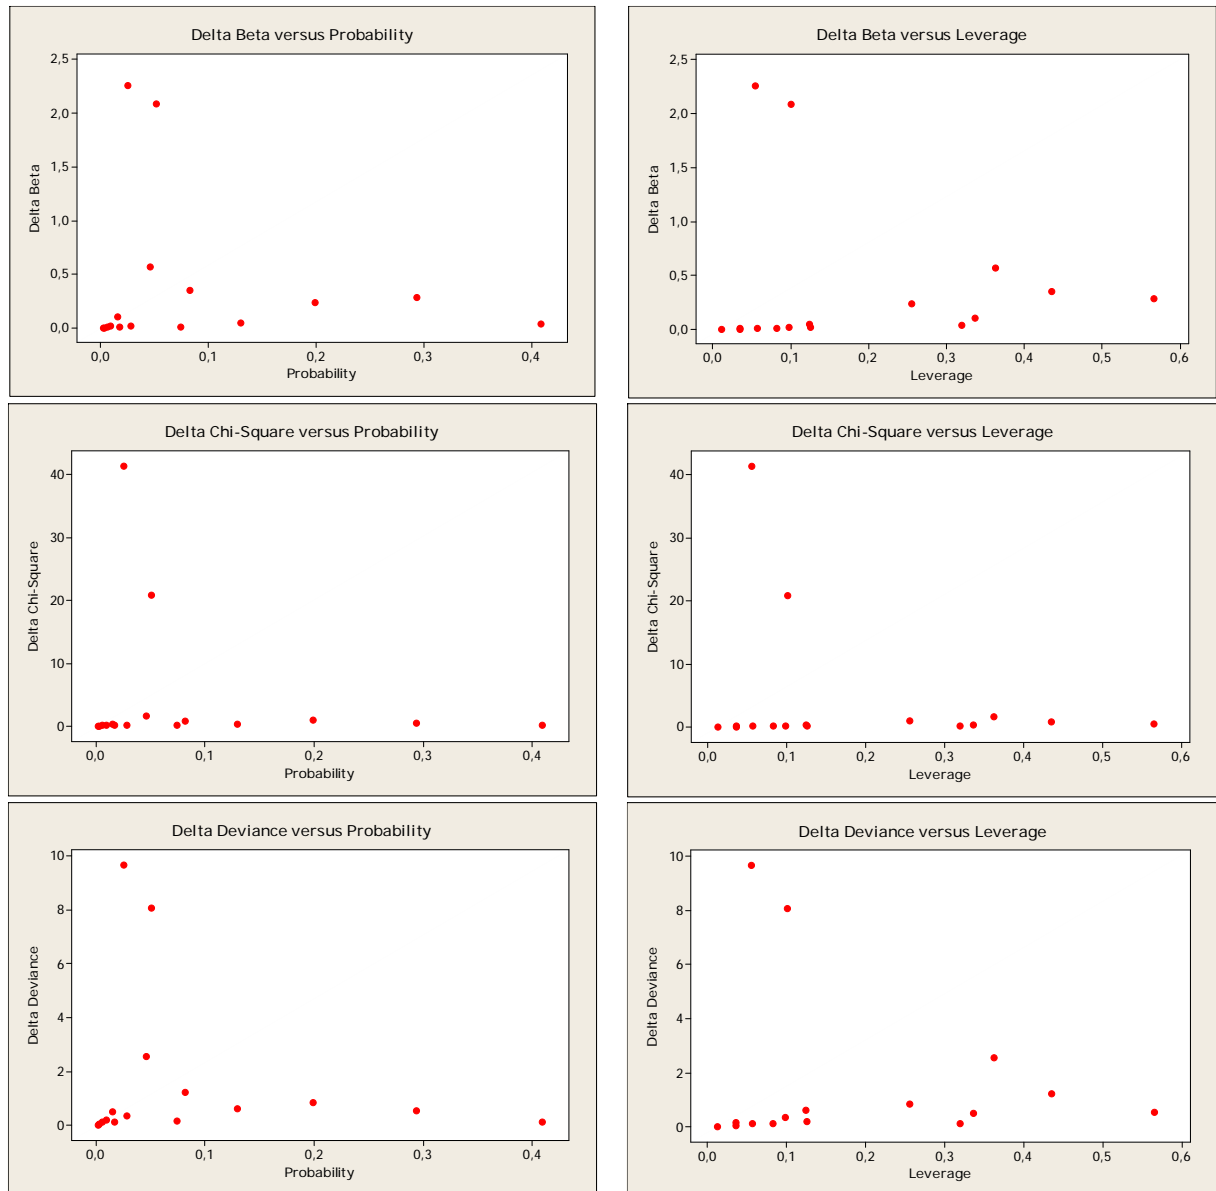 Delta Beta versus Probability
2,5
2,0
1,5
1,0
0,5
0,0
Delta Beta
0,0 0,1 0,2 0,3 0,4
Probability
Delta Beta versus Leverage
2,5
2,0
1,5
1,0
0,5
0,0
Delta Beta
0,0 0,1 0,2 0,3 0,4 0,5 0,6
Leverage
Delta Chi-Square versus Probability
40
30
20
10
0
Delta Chi-Square
0,0 0,1 0,2 0,3 0,4
Probability
Delta Chi-Square versus Leverage
40
30
20
10
0
Delta Chi-Square
0,0 0,1 0,2 0,3 0,4 0,5 0,6
Leverage
Delta Deviance versus Probability
10
8
6
4
2
0
Delta Deviance
0,0 0,1 0,2 0,3 0,4
Probability
Delta Deviance versus Leverage
10
8
6
4
2
0
Delta Deviance
0,0 0,1 0,2 0,3 0,4 0,5 0,6
Leverage